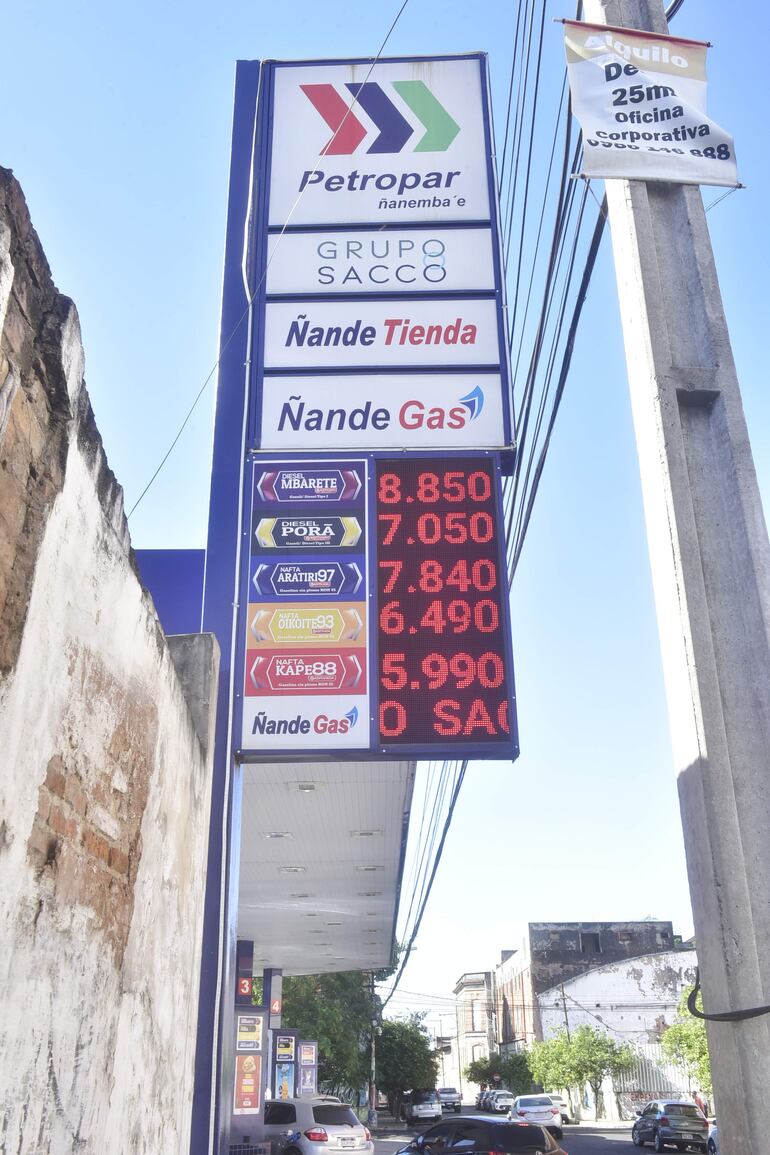 Petropar
ñanemba´e
GRUPO
SACCO
Ñande Tienda
Ñande Gas
DIESEL
MBARETE
8.850
DIESEL
PORÃ
7.050
NAFTA
ARATIRI97
7.840
NAFTA
OIKOITE93
6.490
NAFTA
KAPE88
5.990
Ñande Gas
O SAC
Alquilo
De
25m
Oficina
Corporativa
3
4